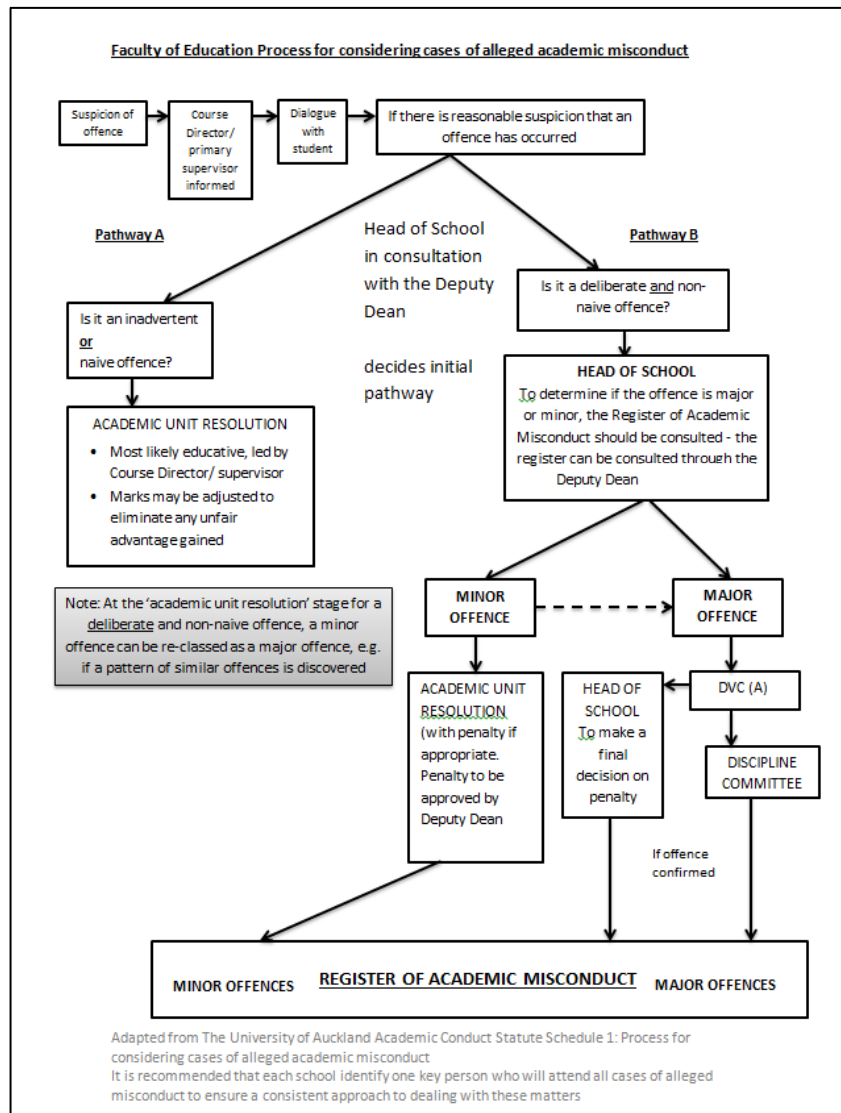 Faculty of Education Process for considering cases of alleged academic misconduct
Suspicion of
offence
Course
Director/
primary
supervisor
informed
Dialogue
with
student
If there is reasonable suspicion that an
offence has occurred
Pathway A
Head of School
in consultation
with the Deputy
Dean
decides initial
pathway
Pathway B
Is it an inadvertent
or
naive offence?
Is it a deliberate and non-
naive offence?
ACADEMIC UNIT RESOLUTION
• Most likely educative, led by
Course Director/ supervisor
• Marks may be adjusted to
eliminate any unfair
advantage gained
HEAD OF SCHOOL
To determine if the offence is major
or minor, the Register of Academic
Misconduct should be consulted - the
register can be consulted through the
Deputy Dean
Note: At the 'academic unit resolution' stage for a
deliberate and non-naive offence, a minor
offence can be re-classed as a major offence, e.g.
if a pattern of similar offences is discovered
MINOR
OFFENCE
MAJOR
OFFENCE
ACADEMIC UNIT
RESOLUTION
(with penalty if
appropriate.
Penalty to be
approved by
Deputy Dean
HEAD OF
SCHOOL
To make a
final
decision on
penalty
DVC (A)
DISCIPLINE
COMMITTEE
If offence
confirmed
MINOR OFFENCES REGISTER OF ACADEMIC MISCONDUCT MAJOR OFFENCES
Adapted from The University of Auckland Academic Conduct Statute Schedule 1: Process for
considering cases of alleged academic misconduct
It is recommended that each school identify one key person who will attend all cases of alleged
misconduct to ensure a consistent approach to dealing with these matters